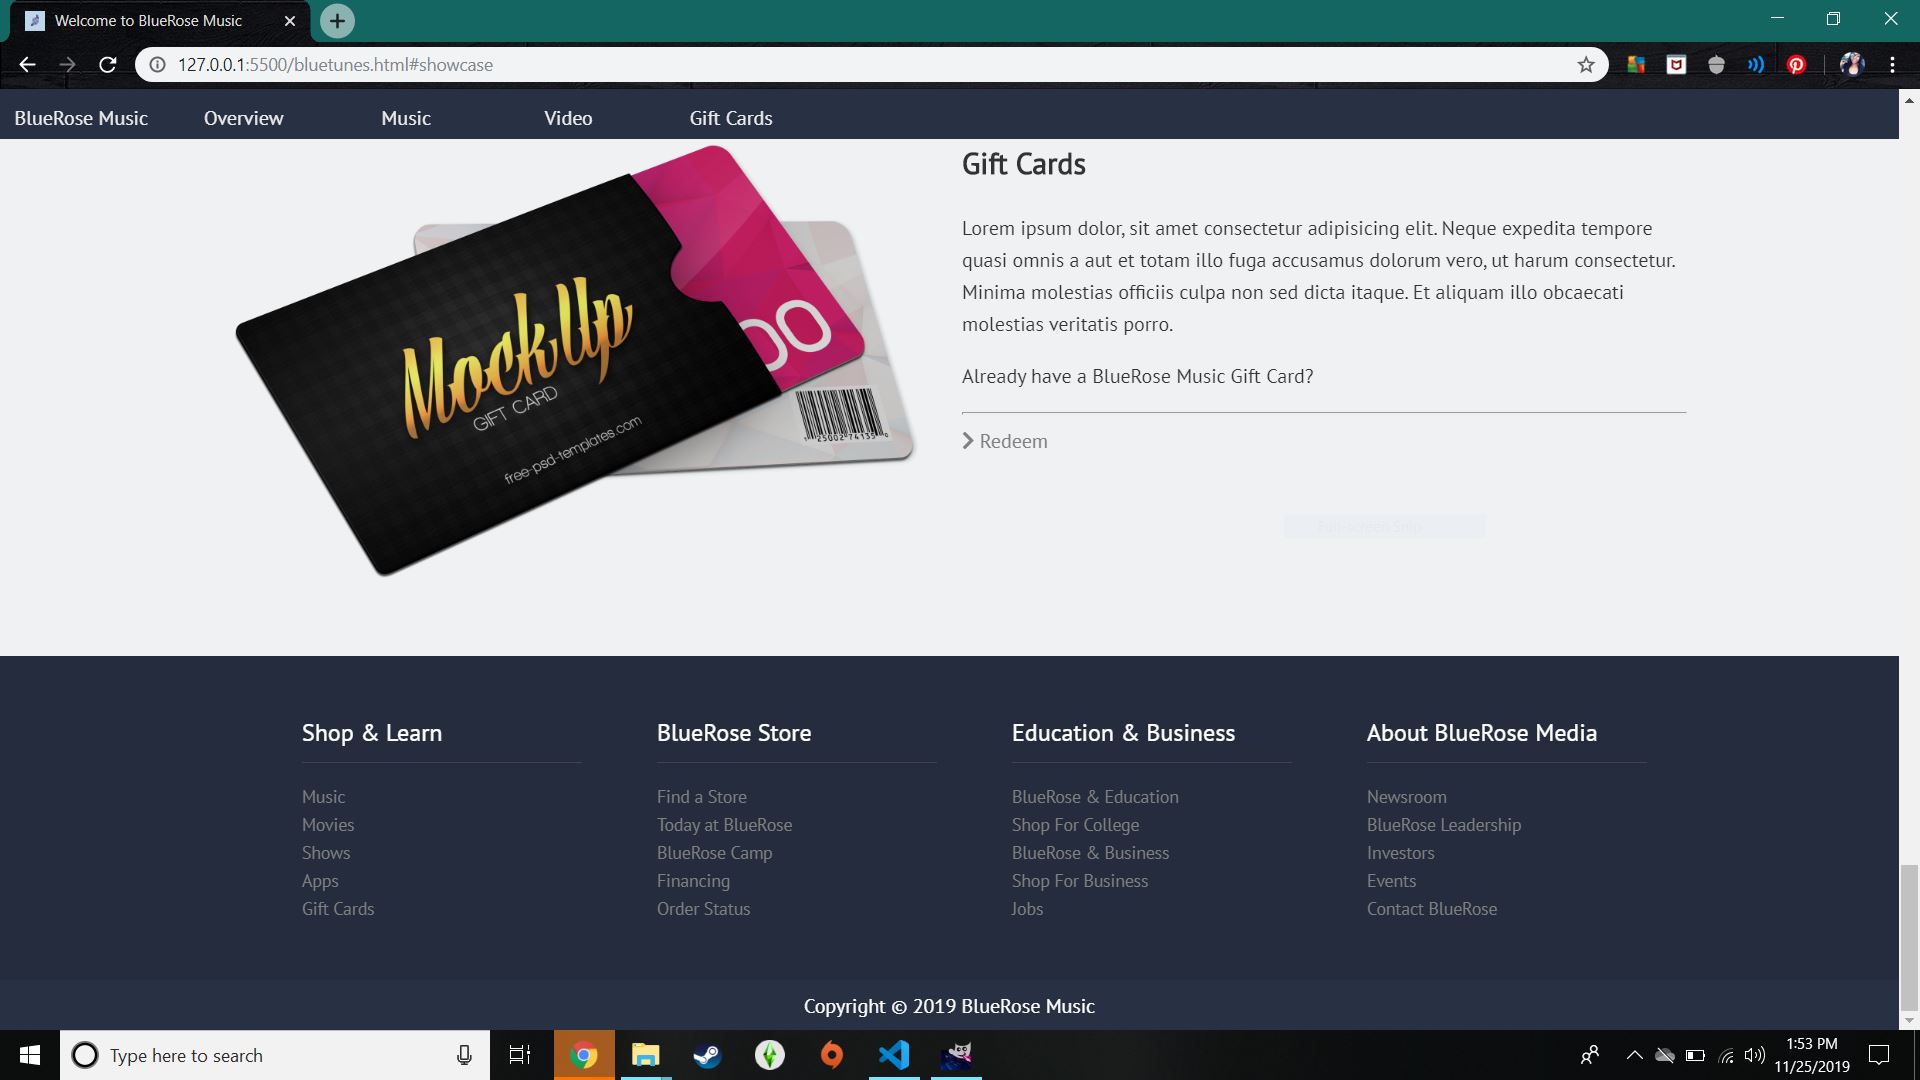 Welcome to BlueRose Music
127.0.0.1:5500/bluetunes.html#showcase
BlueRose Music Overview Music Video Gift Cards
Gift Cards
Lorem ipsum dolor, sit amet consectetur adipisicing elit. Neque expedita tempore
quasi omnis a aut et totam illo fuga accusamus dolorum vero, ut harum consectetur.
Minima molestias officiis culpa non sed dicta itaque. Et aliquam illo obcaecati
molestias veritatis porro.
Already have a BlueRose Music Gift Card?
Redeem
MockUp
GIFT CARD
free-psd-templates.com
00
Full-screen Snip
Shop & Learn
Music
Movies
Shows
Apps
Gift Cards
BlueRose Store
Find a Store
Today at BlueRose
BlueRose Camp
Financing
Order Status
Education & Business
BlueRose & Education
Shop For College
BlueRose & Business
Shop For Business
Jobs
About BlueRose Media
Newsroom
BlueRose Leadership
Investors
Events
Contact BlueRose
Copyright © 2019 BlueRose Music
Type here to search
1:53 PM
11/25/2019